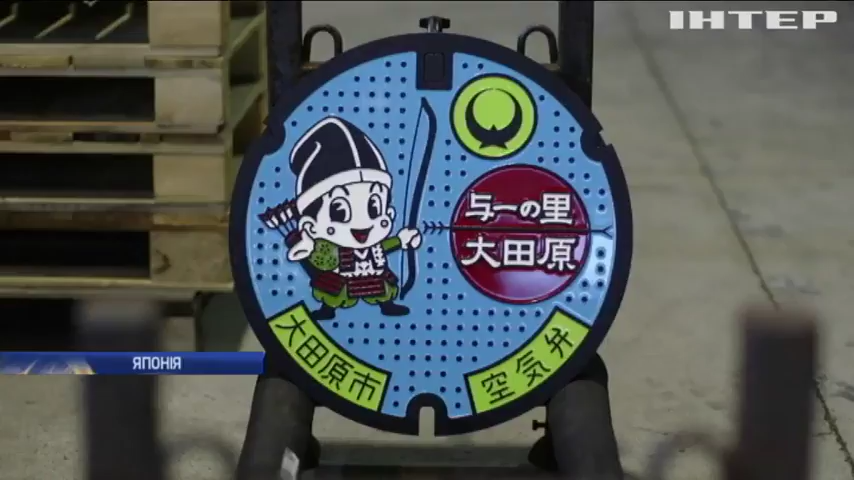 ІНТЕР
与一の里
大田原
大田原市
空気弁
ЯПОНІЯ